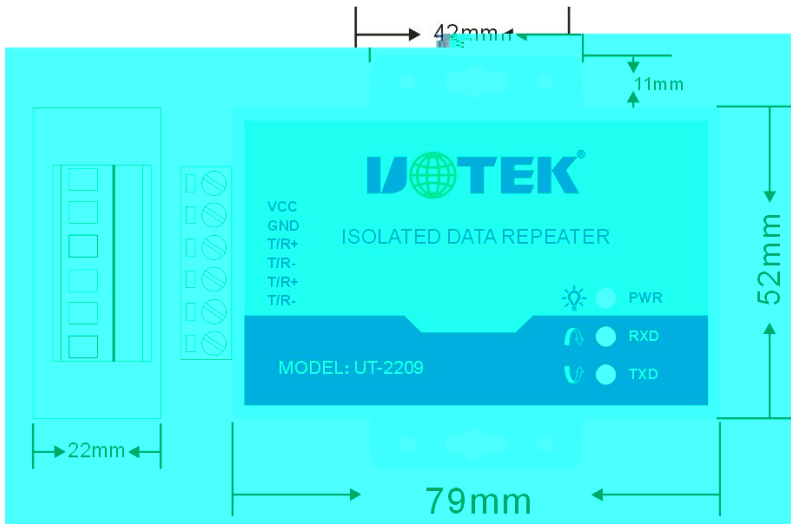 42mm
11mm
UOTEK®
VCC
GND
T/R+
T/R-
T/R+
T/R-
ISOLATED DATA REPEATER
PWR
RXD
TXD
MODEL: UT-2209
52mm
22mm
79mm